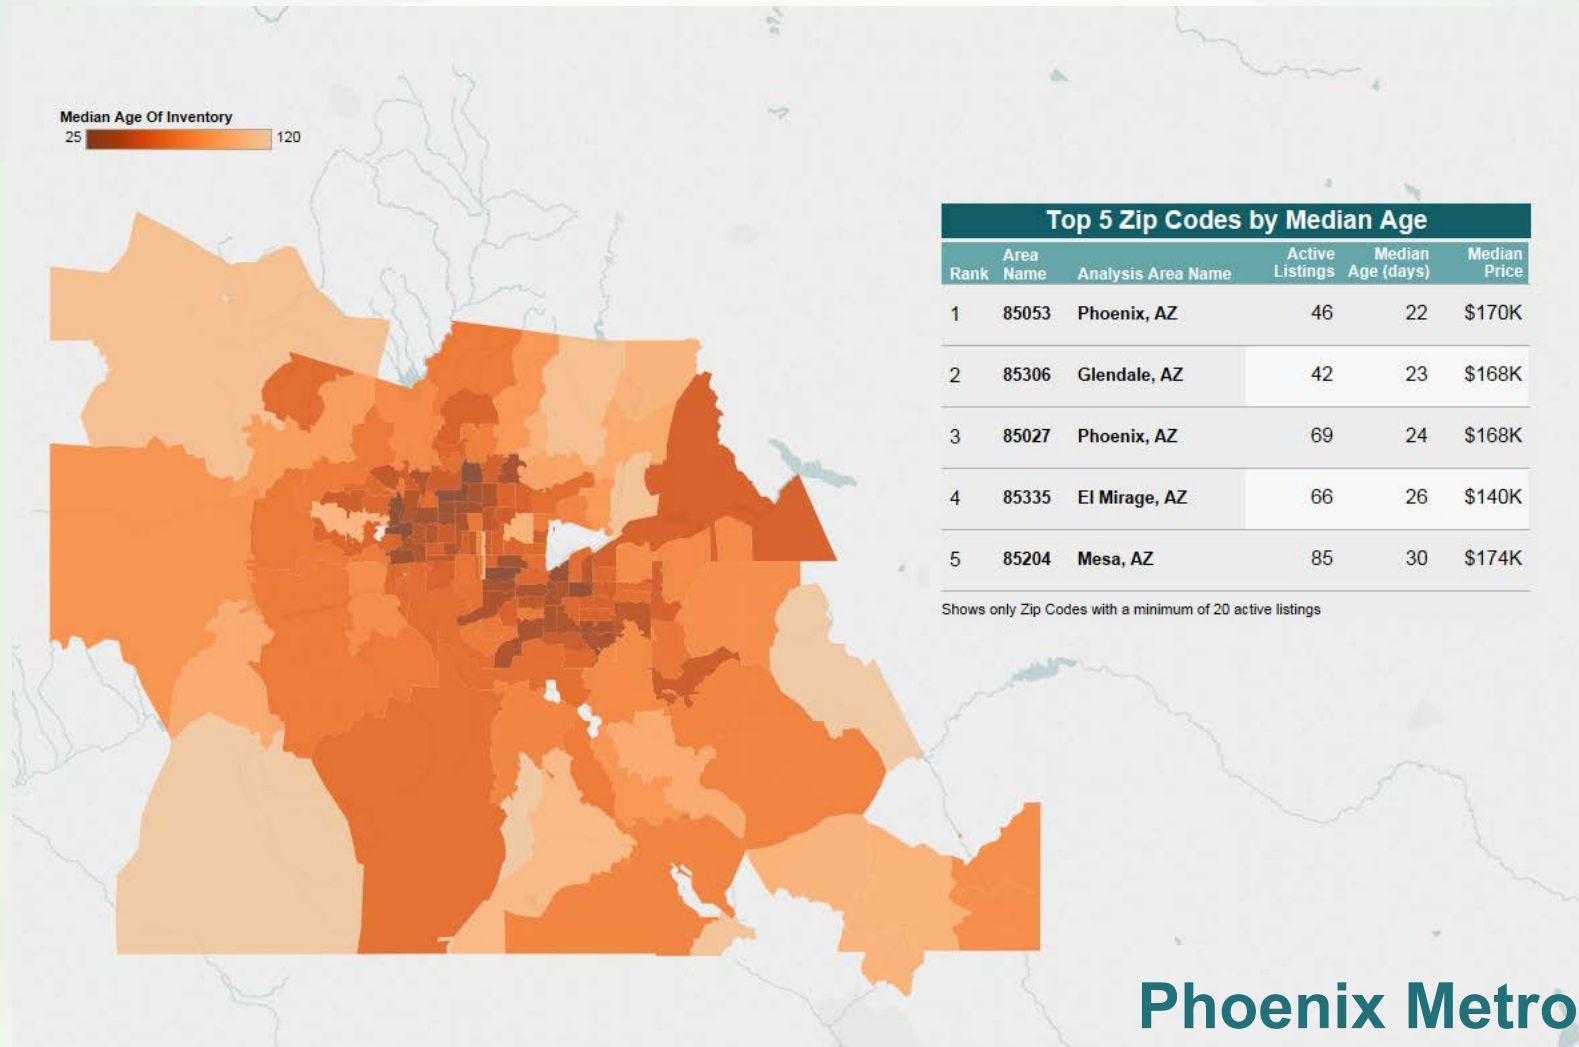 Median Age Of Inventory
25 120
Top 5 Zip Codes by Median Age
Rank Area Name Analysis Area Name Active Listings Median Age (days) Median Price
1 85053 Phoenix, AZ 46 22 $170K
2 85306 Glendale, AZ 42 23 $168K
3 85027 Phoenix, AZ 69 24 $168K
4 85335 El Mirage, AZ 66 26 $140K
5 85204 Mesa, AZ 85 30 $174K
Shows only Zip Codes with a minimum of 20 active listings
Phoenix Metro